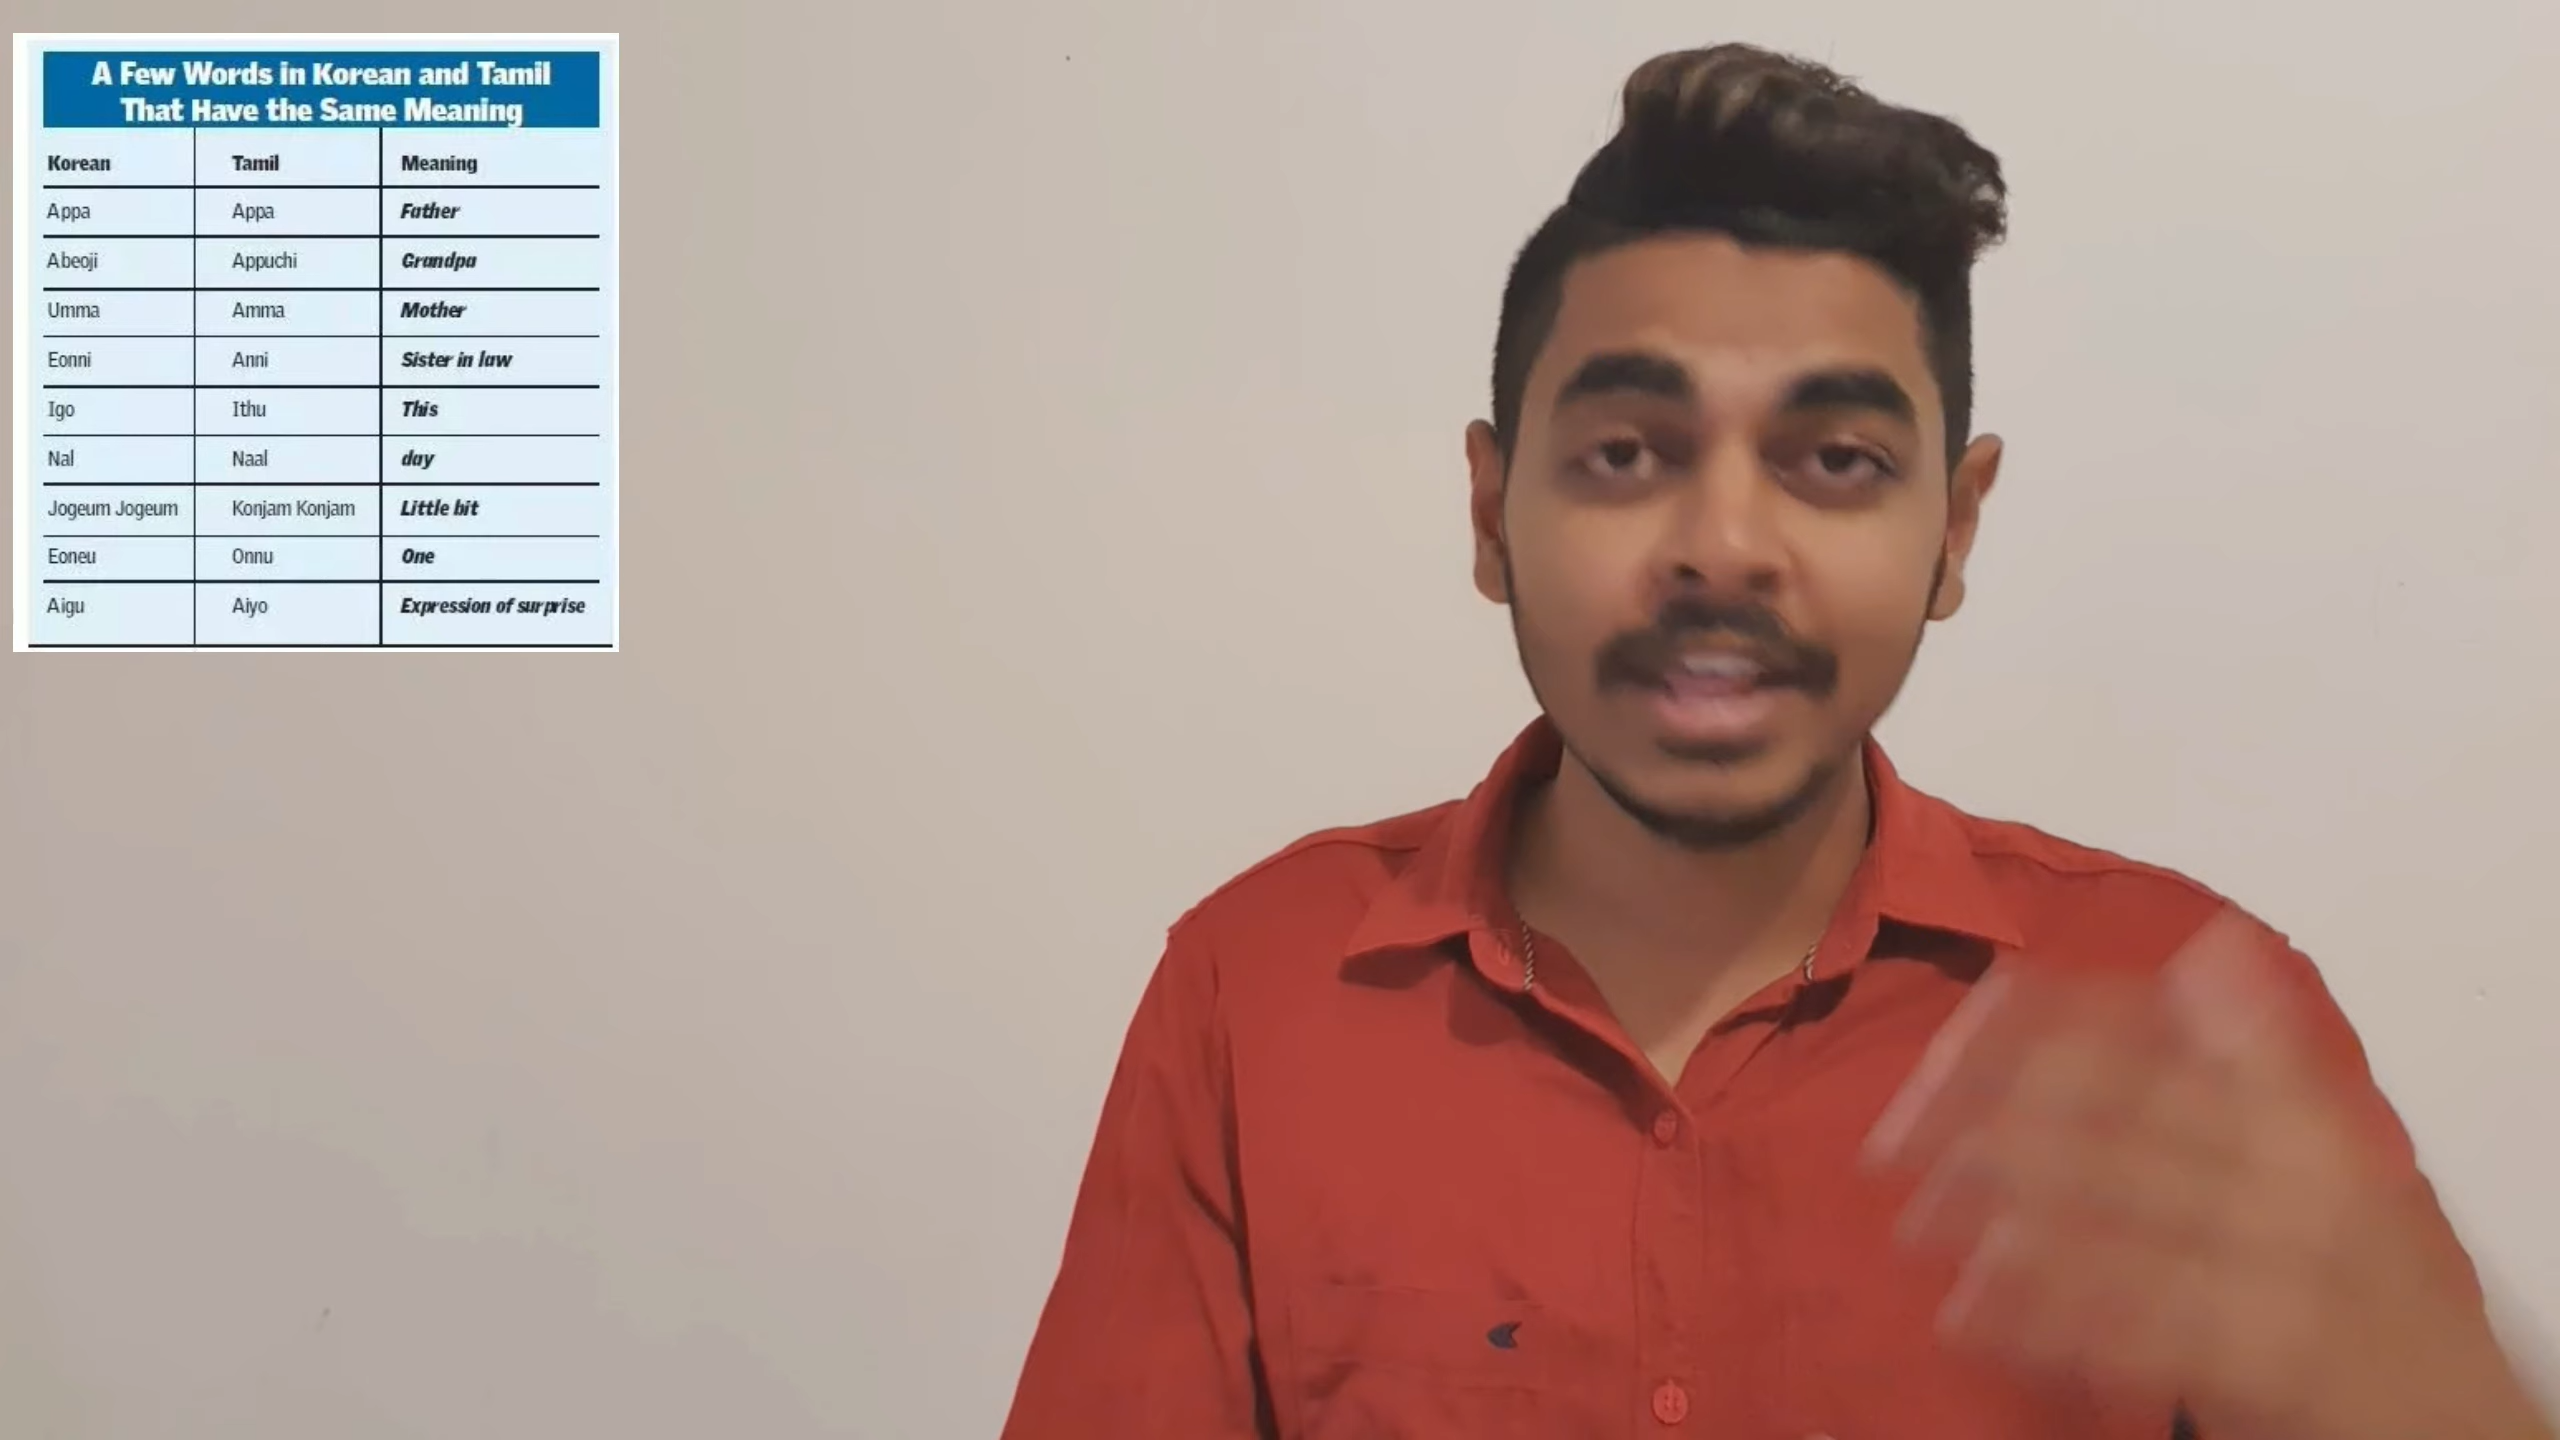 A Few Words in Korean and Tamil
That Have the Same Meaning
Korean Tamil Meaning
Appa Appa Father
Abeoji Appuchi Grandpa
Umma Amma Mother
Eonni Anni Sister in law
Igo Ithu This
Nal Naal day
Jogeum Jogeum Konjam Konjam Little bit
Eoneu Onnu One
Aigu Aiyo Expression of surprise